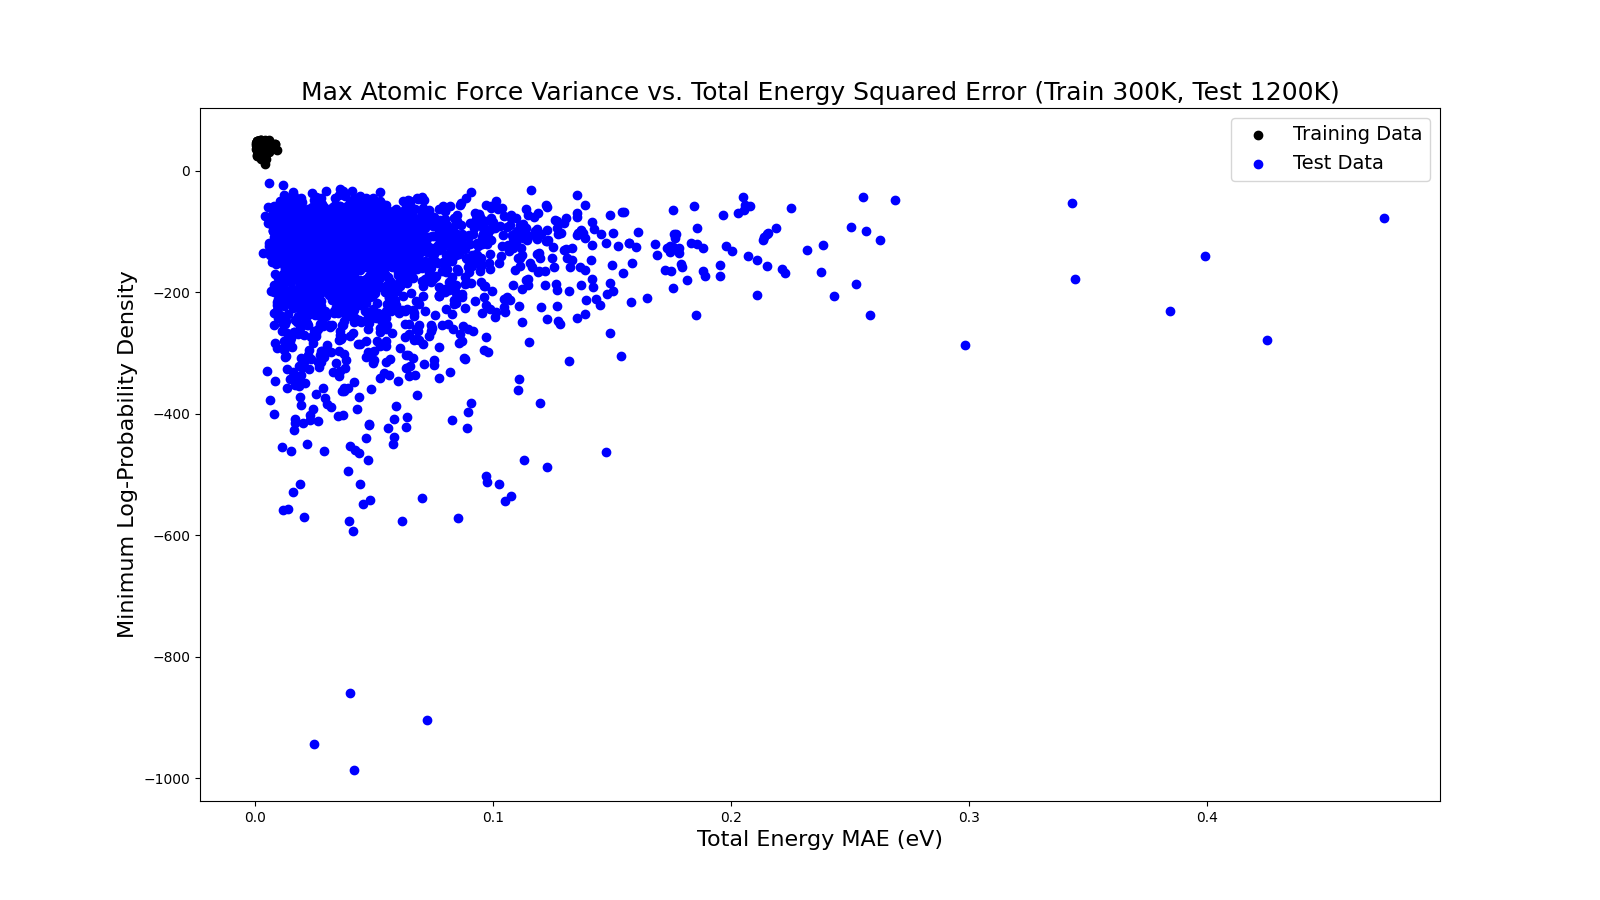 Max Atomic Force Variance vs. Total Energy Squared Error (Train 300K, Test 1200K)
Training Data
Test Data
Minimum Log-Probability Density
0
−200
−400
−600
−800
−1000
0.0
0.1
0.2
0.3
0.4
Total Energy MAE (eV)